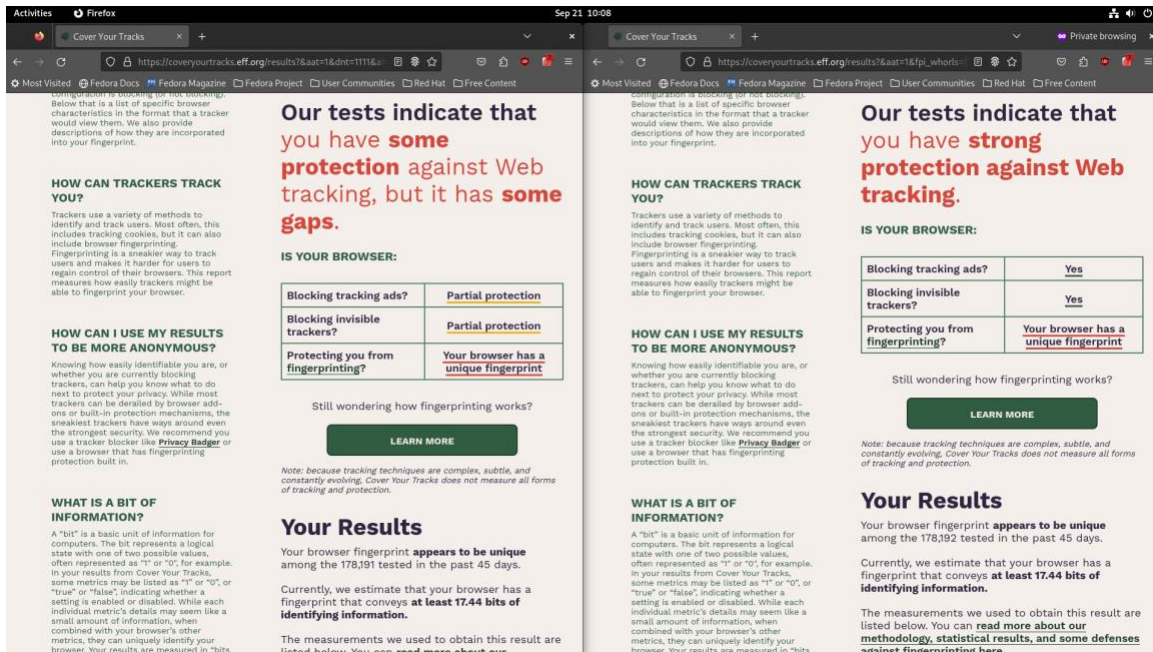 Activities Firefox Sep 21 10:08
Cover Your Tracks
https://coveryourtracks.eff.org/results?&aat=1&dnt=1111&a
Most Visited Fedora Docs Fedora Magazine Fedora Project User Communities Red Hat Free Content
configuration is blocking (or not blocking).
Below that is a list of specific browser
characteristics in the format that a tracker
would view them. We also provide
descriptions of how they are incorporated
into your fingerprint.
HOW CAN TRACKERS TRACK
YOU?
Trackers use a variety of methods to
identify and track users. Most often, this
includes tracking cookies, but it can also
include browser fingerprinting.
Fingerprinting is a sneakier way to track
users and makes it harder for users to
regain control of their browsers. This report
measures how easily trackers might be
able to fingerprint your browser.
HOW CAN I USE MY RESULTS
TO BE MORE ANONYMOUS?
Knowing how easily identifiable you are, or
whether you are currently blocking
trackers, can help you know what to do
next to protect your privacy. While most
trackers can be derailed by browser add-
ons or built-in protection mechanisms, the
sneakiest trackers have ways around even
the strongest security. We recommend you
use a tracker blocker like Privacy Badger or
use a browser that has fingerprinting
protection built in.
WHAT IS A BIT OF
INFORMATION?
A "bit" is a basic unit of information for
computers. The bit represents a logical
state with one of two possible values,
often represented as "1" or "0", for example.
In your results from Cover Your Tracks,
some metrics may be listed as "1" or "0", or
"true" or "false", indicating whether a
setting is enabled or disabled. While each
individual metric's details may seem like a
small amount of information, when
combined with your browser's other
metrics, they can uniquely identify your
browser. Your results are measured in "bits
Our tests indicate that
you have some
protection against Web
tracking, but it has some
gaps.
IS YOUR BROWSER:
Blocking tracking ads? Partial protection
Blocking invisible
trackers? Partial protection
Protecting you from Your browser has a
fingerprinting? unique fingerprint
Still wondering how fingerprinting works?
LEARN MORE
Note: because tracking techniques are complex, subtle, and
constantly evolving, Cover Your Tracks does not measure all forms
of tracking and protection.
Your Results
Your browser fingerprint appears to be unique
among the 178,191 tested in the past 45 days.
Currently, we estimate that your browser has a
fingerprint that conveys at least 17.44 bits of
identifying information.
The measurements we used to obtain this result are
listed below. You can read more about our
Cover Your Tracks Private browsing
https://coveryourtracks.eff.org/results?&aat=1&fpi_whorls=
Most Visited Fedora Docs Fedora Magazine Fedora Project User Communities Red Hat Free Content
configuration is blocking (or not blocking).
Below that is a list of specific browser
characteristics in the format that a tracker
would view them. We also provide
descriptions of how they are incorporated
into your fingerprint.
HOW CAN TRACKERS TRACK
YOU?
Trackers use a variety of methods to
identify and track users. Most often, this
includes tracking cookies, but it can also
include browser fingerprinting.
Fingerprinting is a sneakier way to track
users and makes it harder for users to
regain control of their browsers. This report
measures how easily trackers might be
able to fingerprint your browser.
HOW CAN I USE MY RESULTS
TO BE MORE ANONYMOUS?
Knowing how easily identifiable you are, or
whether you are currently blocking
trackers, can help you know what to do
next to protect your privacy. While most
trackers can be derailed by browser add-
ons or built-in protection mechanisms, the
sneakiest trackers have ways around even
the strongest security. We recommend you
use a tracker blocker like Privacy Badger or
use a browser that has fingerprinting
protection built in.
WHAT IS A BIT OF
INFORMATION?
A "bit" is a basic unit of information for
computers. The bit represents a logical
state with one of two possible values,
often represented as "1" or "0", for example.
In your results from Cover Your Tracks,
some metrics may be listed as "1" or "0", or
"true" or "false", indicating whether a
setting is enabled or disabled. While each
individual metric's details may seem like a
small amount of information, when
combined with your browser's other
metrics, they can uniquely identify your
browser. Your results are measured in "bits
Our tests indicate that
you have strong
protection against Web
tracking.
IS YOUR BROWSER:
Blocking tracking ads? Yes
Blocking invisible
trackers? Yes
Protecting you from Your browser has a
fingerprinting? unique fingerprint
Still wondering how fingerprinting works?
LEARN MORE
Note: because tracking techniques are complex, subtle, and
constantly evolving, Cover Your Tracks does not measure all forms
of tracking and protection.
Your Results
Your browser fingerprint appears to be unique
among the 178,192 tested in the past 45 days.
Currently, we estimate that your browser has a
fingerprint that conveys at least 17.44 bits of
identifying information.
The measurements we used to obtain this result are
listed below. You can read more about our
methodology, statistical results, and some defenses
against fingerprinting here